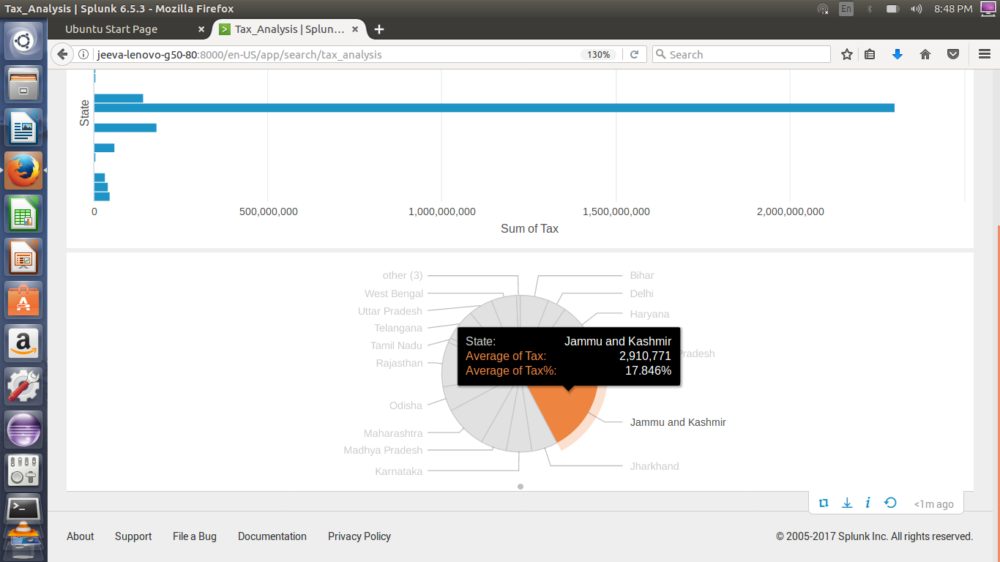 Tax_Analysis | Splunk 6.5.3 - Mozilla Firefox
En
8:48 PM
Ubuntu Start Page
Tax_Analysis | Splun...
jeeva-lenovo-g50-80:8000/en-US/app/search/tax_analysis
130%
Search
State
0
500,000,000
1,000,000,000
1,500,000,000
2,000,000,000
Sum of Tax
other (3)
Bihar
West Bengal
Delhi
Uttar Pradesh
Haryana
Telangana
Tamil Nadu
Pradesh
Rajasthan
State: Jammu and Kashmir
Average of Tax: 2,910,771
Average of Tax%: 17.846%
Odisha
Jammu and Kashmir
Maharashtra
Madhya Pradesh
Jharkhand
Karnataka
<1m ago
About
Support
File a Bug
Documentation
Privacy Policy
© 2005-2017 Splunk Inc. All rights reserved.